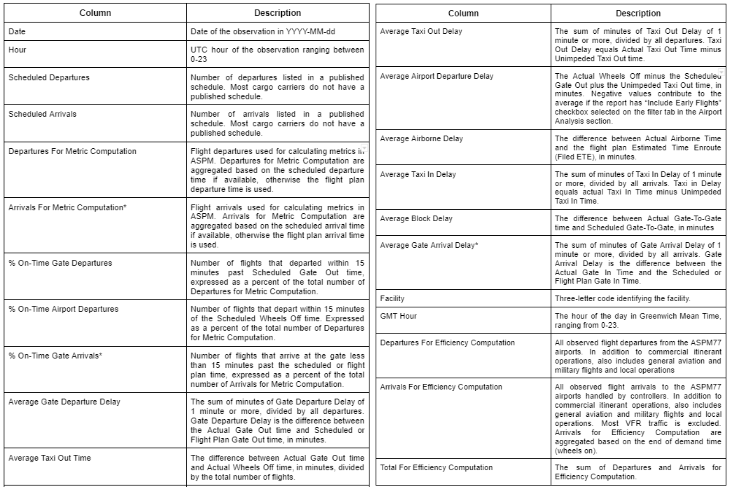 Column Description
Date Date of the observation in YYYY-MM-dd
Hour UTC hour of the observation ranging between
0-23
Scheduled Departures Number of departures listed in a published
schedule. Most cargo carriers do not have a
published schedule.
Scheduled Arrivals Number of arrivals listed in a published
schedule. Most cargo carriers do not have a
published schedule.
Departures For Metric Computation Flight departures used for calculating metrics in
ASPM. Departures for Metric Computation are
aggregated based on the scheduled departure
time if available, otherwise the flight plan
departure time is used.
Arrivals For Metric Computation* Flight arrivals used for calculating metrics in
ASPM. Arrivals for Metric Computation are
aggregated based on the scheduled arrival time
if available, otherwise the flight plan arrival time
is used.
% On-Time Gate Departures Number of flights that departed within 15
minutes past Scheduled Gate Out time,
expressed as a percent of the total number of
Departures for Metric Computation.
% On-Time Airport Departures Number of flights that depart within 15 minutes
of the Scheduled Wheels Off time. Expressed
as a percent of the total number of Departures
for Metric Computation.
% On-Time Gate Arrivals* Number of flights that arrive at the gate less
than 15 minutes past the scheduled or flight
plan time, expressed as a percent of the total
number of Arrivals for Metric Computation.
Average Gate Departure Delay The sum of minutes of Gate Departure Delay of
1 minute or more, divided by all departures.
Gate Departure Delay is the difference between
the Actual Gate Out time and Scheduled or
Flight Plan Gate Out time, in minutes.
Average Taxi Out Time The difference between Actual Gate Out time
and Actual Wheels Off time, in minutes, divided
by the total number of flights.
Column Description
Average Taxi Out Delay The sum of minutes of Taxi Out Delay of 1
minute or more, divided by all departures. Taxi
Out Delay equals Actual Taxi Out Time minus
Unimpeded Taxi Out time.
Average Airport Departure Delay The Actual Wheels Off minus the Scheduled
Gate Out plus the Unimpeded Taxi Out time, in
minutes. Negative values contribute to the
average if the report has "Include Early Flights"
checkbox selected on the filter tab in the Airport
Analysis section.
Average Airborne Delay The difference between Actual Airborne Time
and the flight plan Estimated Time Enroute
(Filed ETE), in minutes.
Average Taxi In Delay The sum of minutes of Taxi In Delay of 1 minute
or more, divided by all arrivals. Taxi in Delay
equals actual Taxi In Time minus Unimpeded
Taxi In Time.
Average Block Delay The difference between Actual Gate-To-Gate
time and Scheduled Gate-To-Gate, in minutes
Average Gate Arrival Delay* The sum of minutes of Gate Arrival Delay of 1
minute or more, divided by all arrivals. Gate
Arrival Delay is the difference between the
Actual Gate In Time and the Scheduled or
Flight Plan Gate In Time.
Facility Three-letter code identifying the facility.
GMT Hour The hour of the day in Greenwich Mean Time,
ranging from 0-23.
Departures For Efficiency Computation All observed flight departures from the ASPM77
airports. In addition to commercial itinerant
operations, also includes general aviation and
military flights and local operations
Arrivals For Efficiency Computation All observed flight arrivals to the ASPM77
airports handled by controllers. In addition to
commercial itinerant operations, also includes
general aviation and military flights and local
operations. Most VFR traffic is excluded.
Arrivals for Efficiency Computation are
aggregated based on the end of demand time
(wheels on).
Total For Efficiency Computation The sum of Departures and Arrivals for
Efficiency Computation.